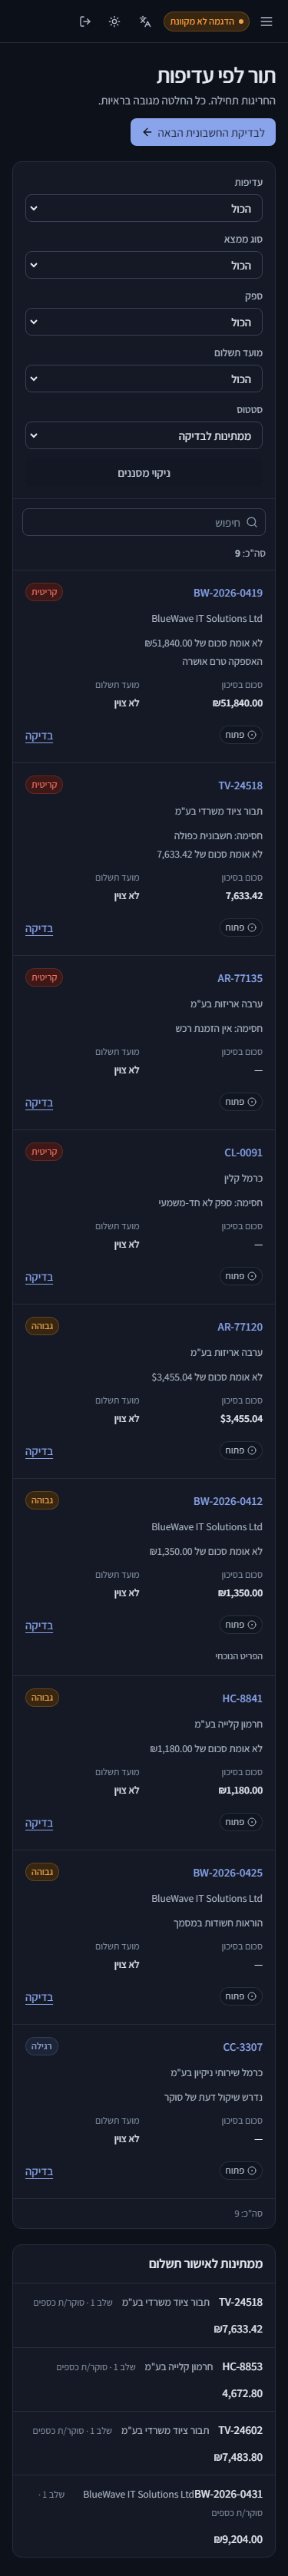 הדגמה לא מקוונת
תור לפי עדיפות
החריגות תחילה. כל החלטה מגובה בראיות.
לבדיקת החשבונית הבאה
עדיפות
הכול
סוג ממצא
הכול
ספק
הכול
מועד תשלום
הכול
סטטוס
ממתינות לבדיקה
ניקוי מסננים
חיפוש
סה"כ: 9
BW-2026-0419 קריטית
BlueWave IT Solutions Ltd
לא אומת סכום של ₪51,840.00
האספקה טרם אושרה
סכום בסיכון מועד תשלום
₪51,840.00 לא צוין
פתוח בדיקה
TV-24518 קריטית
תבור ציוד משרדי בע"מ
חסימה: חשבונית כפולה
לא אומת סכום של 7,633.42
סכום בסיכון מועד תשלום
7,633.42 לא צוין
פתוח בדיקה
AR-77135 קריטית
ערבה אריזות בע"מ
חסימה: אין הזמנת רכש
סכום בסיכון מועד תשלום
— לא צוין
פתוח בדיקה
CL-0091 קריטית
כרמל קלין
חסימה: ספק לא חד-משמעי
סכום בסיכון מועד תשלום
— לא צוין
פתוח בדיקה
AR-77120 גבוהה
ערבה אריזות בע"מ
לא אומת סכום של $3,455.04
סכום בסיכון מועד תשלום
$3,455.04 לא צוין
פתוח בדיקה
BW-2026-0412 גבוהה
BlueWave IT Solutions Ltd
לא אומת סכום של ₪1,350.00
סכום בסיכון מועד תשלום
₪1,350.00 לא צוין
פתוח בדיקה
הפריט הנוכחי
HC-8841 גבוהה
חרמון קלייה בע"מ
לא אומת סכום של ₪1,180.00
סכום בסיכון מועד תשלום
₪1,180.00 לא צוין
פתוח בדיקה
BW-2026-0425 גבוהה
BlueWave IT Solutions Ltd
הוראות חשודות במסמך
סכום בסיכון מועד תשלום
— לא צוין
פתוח בדיקה
CC-3307 רגילה
כרמל שירותי ניקיון בע"מ
נדרש שיקול דעת של סוקר
סכום בסיכון מועד תשלום
— לא צוין
פתוח בדיקה
סה"כ: 9
ממתינות לאישור תשלום
TV-24518 תבור ציוד משרדי בע"מ שלב 1 · סוקר/ת כספים
₪7,633.42
HC-8853 חרמון קלייה בע"מ שלב 1 · סוקר/ת כספים
4,672.80
TV-24602 תבור ציוד משרדי בע"מ שלב 1 · סוקר/ת כספים
₪7,483.80
BW-2026-0431 BlueWave IT Solutions Ltd שלב 1 ·
סוקר/ת כספים
₪9,204.00